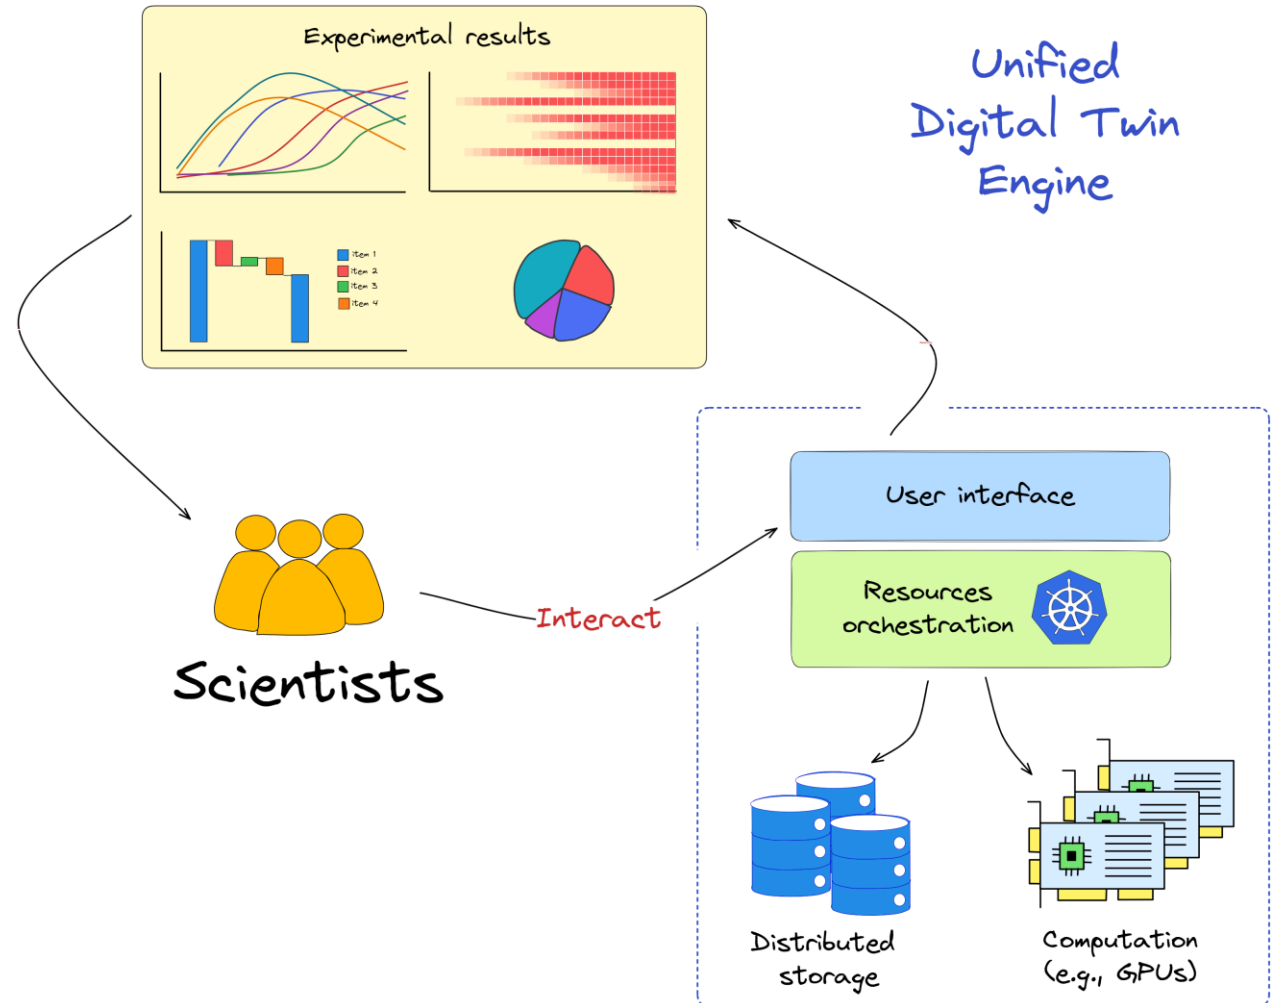 Experimental results
Unified
Digital Twin
Engine
item 1
item 2
item 3
item 4
User interface
Resources
orchestration
Interact
Scientists
Distributed
storage
Computation
(e.g., GPUs)